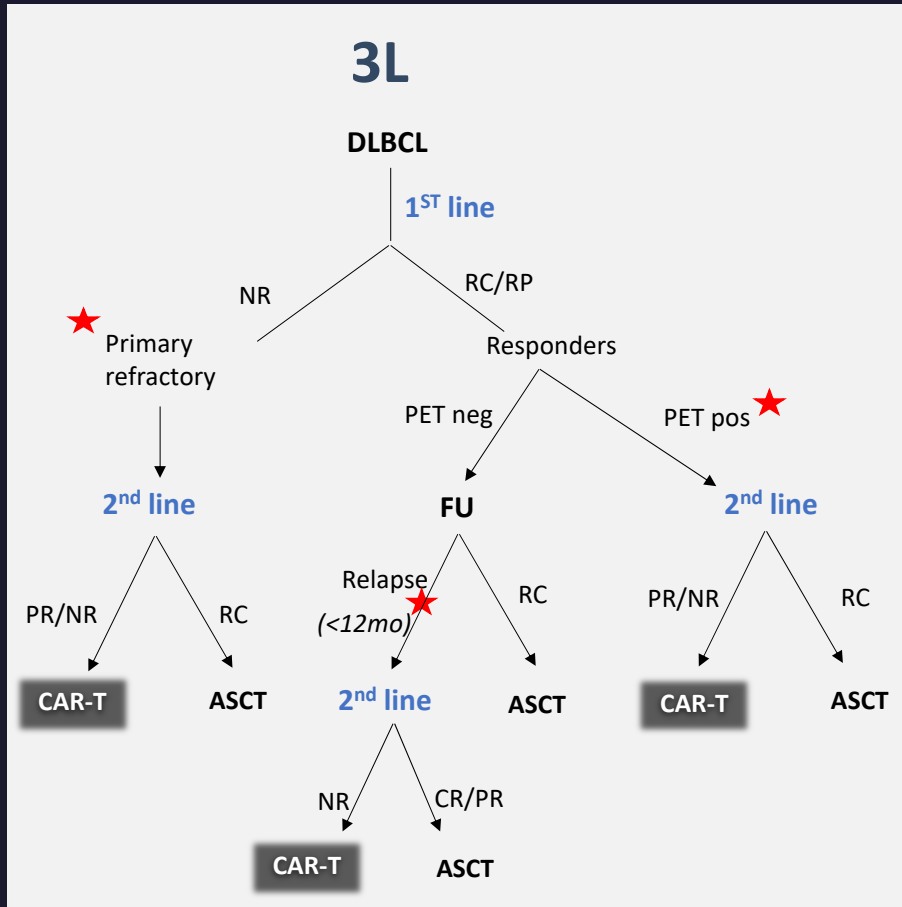 3L
DLBCL
1ST line
NR
RC/RP
Primary
refractory
Responders
PET neg
PET pos
2nd line
FU
2nd line
Relapse
(<12mo)
PR/NR
RC
RC
PR/NR
RC
CAR-T
ASCT
2nd line
ASCT
CAR-T
ASCT
NR
CR/PR
CAR-T
ASCT